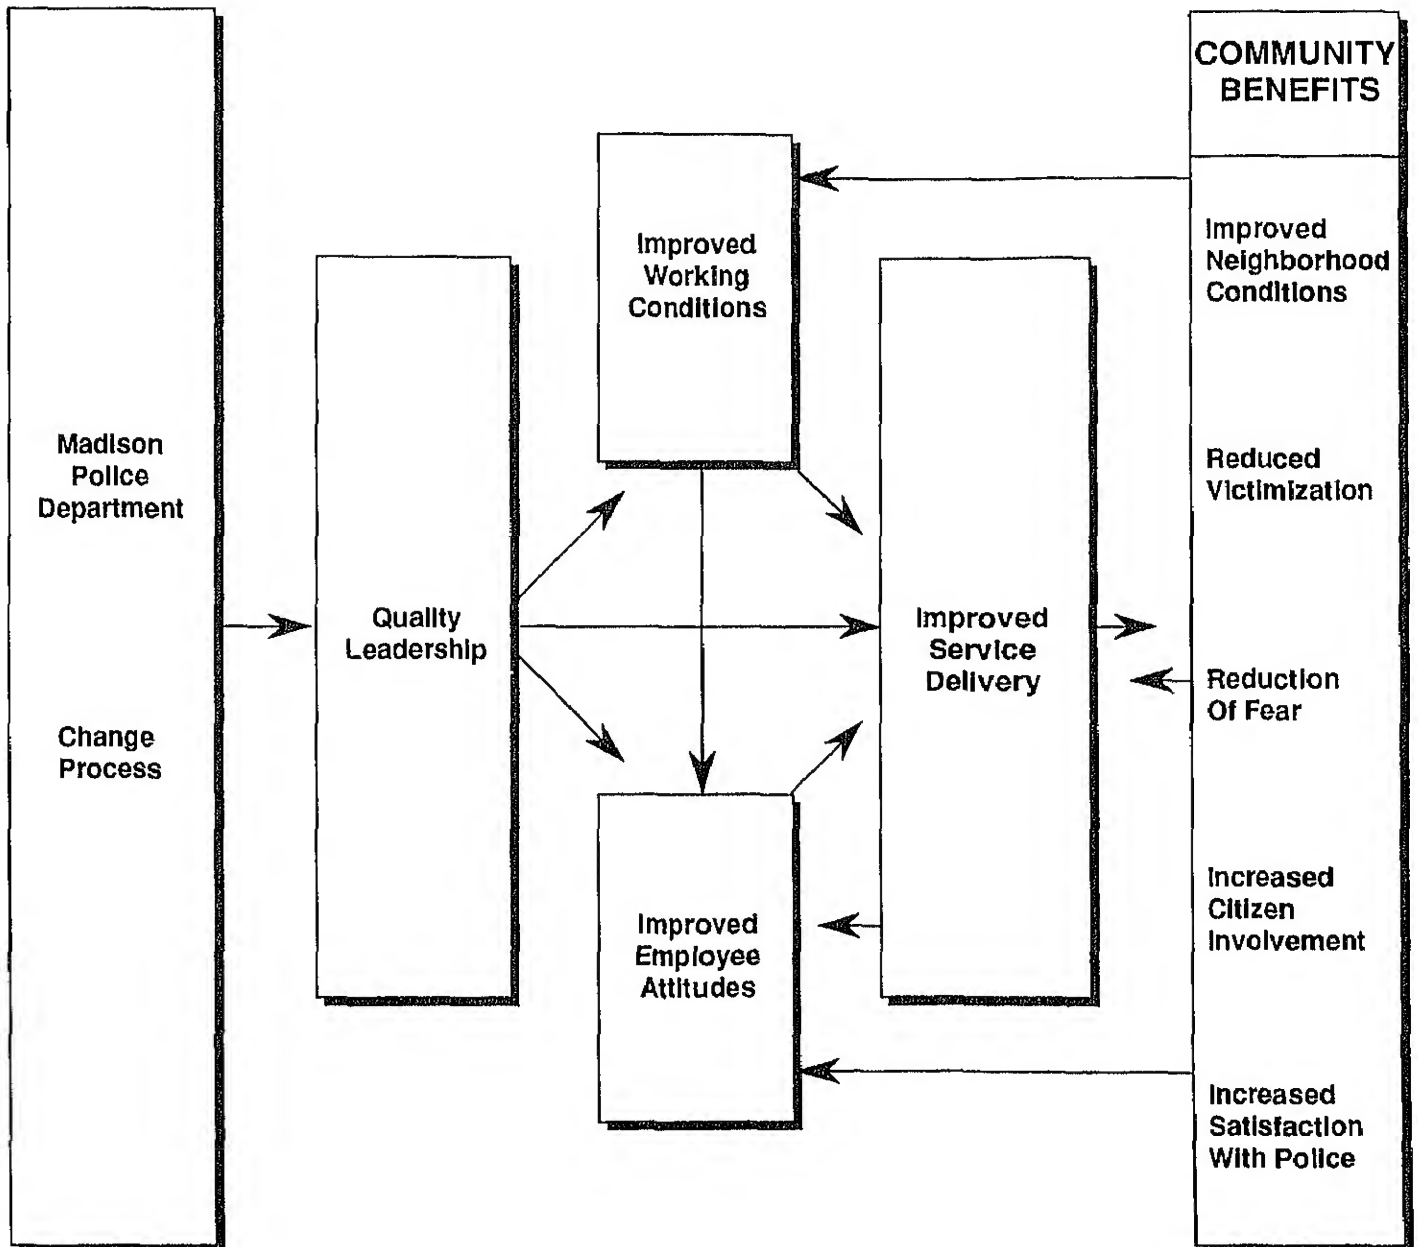 Madison
Police
Department
Change
Process
Quality
Leadership
Improved
Working
Conditions
Improved
Employee
Attitudes
Improved
Service
Delivery
COMMUNITY
BENEFITS
Improved
Neighborhood
Conditions
Reduced
Victimization
Reduction
Of Fear
Increased
Citizen
Involvement
Increased
Satisfaction
With Police